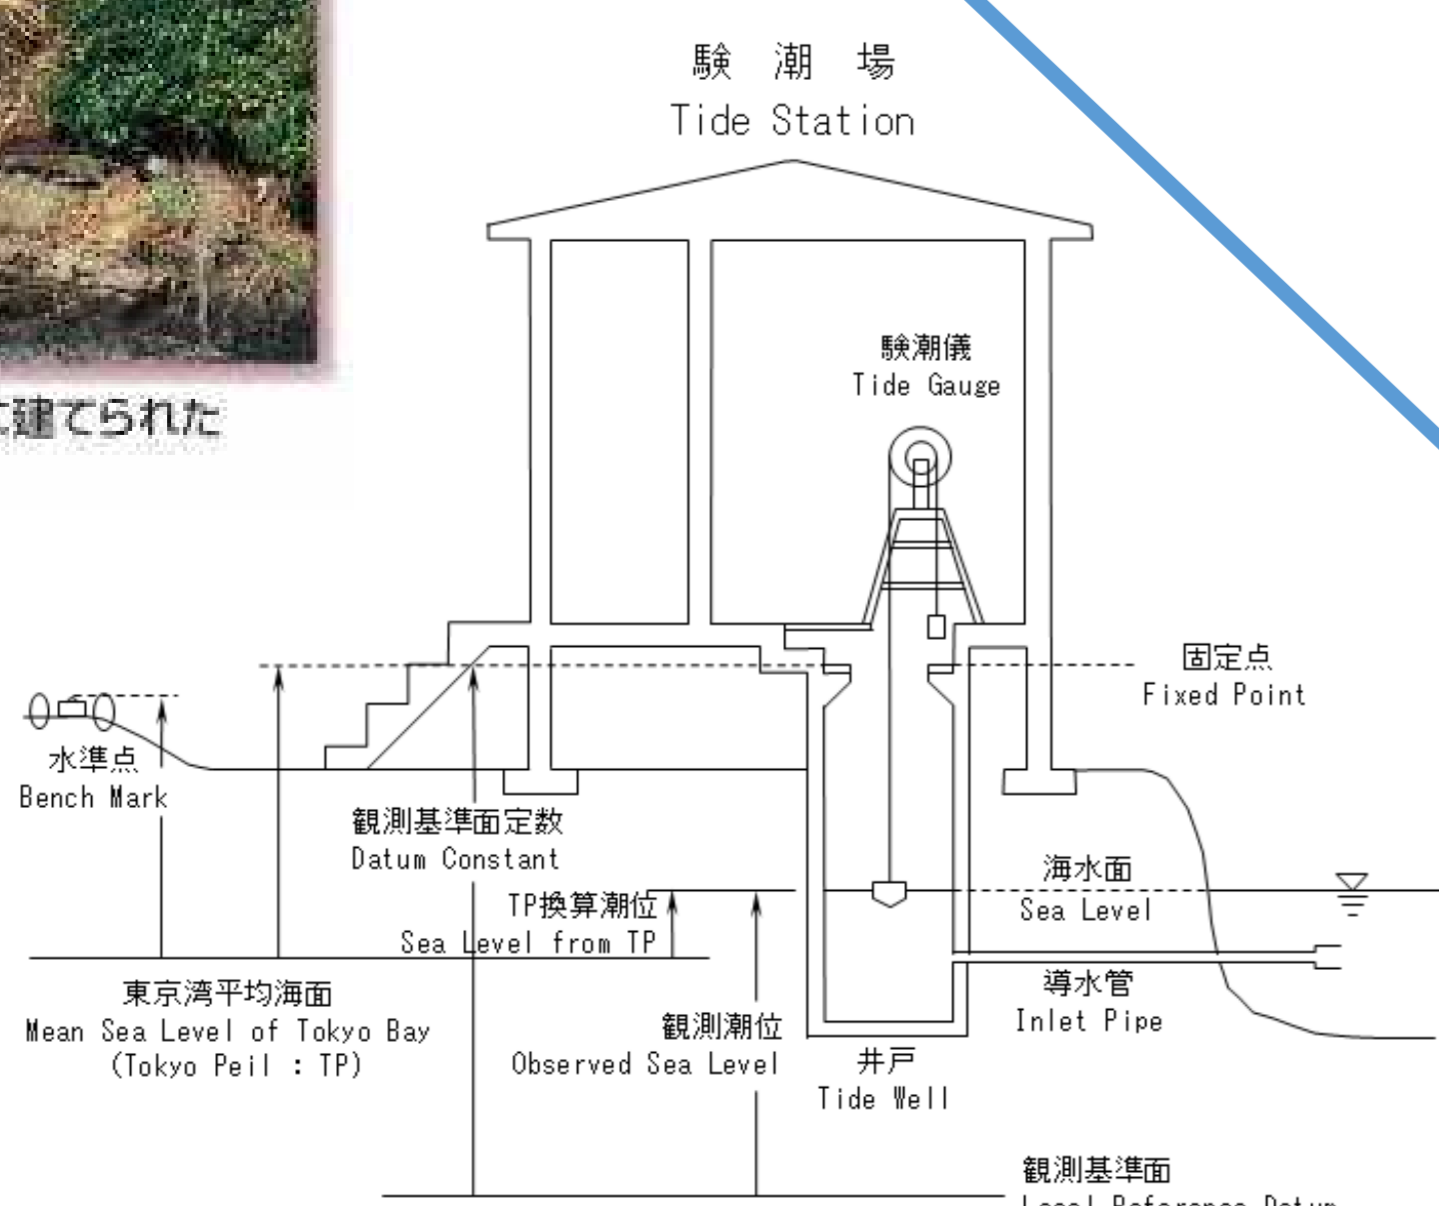 験潮場
Tide Station
に建てられた
験潮儀
Tide Gauge
固定点
Fixed Point
水準点
Bench Mark
観測基準面定数
Datum Constant
海水面
Sea Level
TP換算潮位
Sea Level from TP
東京湾平均海面
Mean Sea Level of Tokyo Bay
(Tokyo Peil : TP)
導水管
Inlet Pipe
観測潮位
Observed Sea Level
井戸
Tide Well
観測基準面
Local Reference Datum